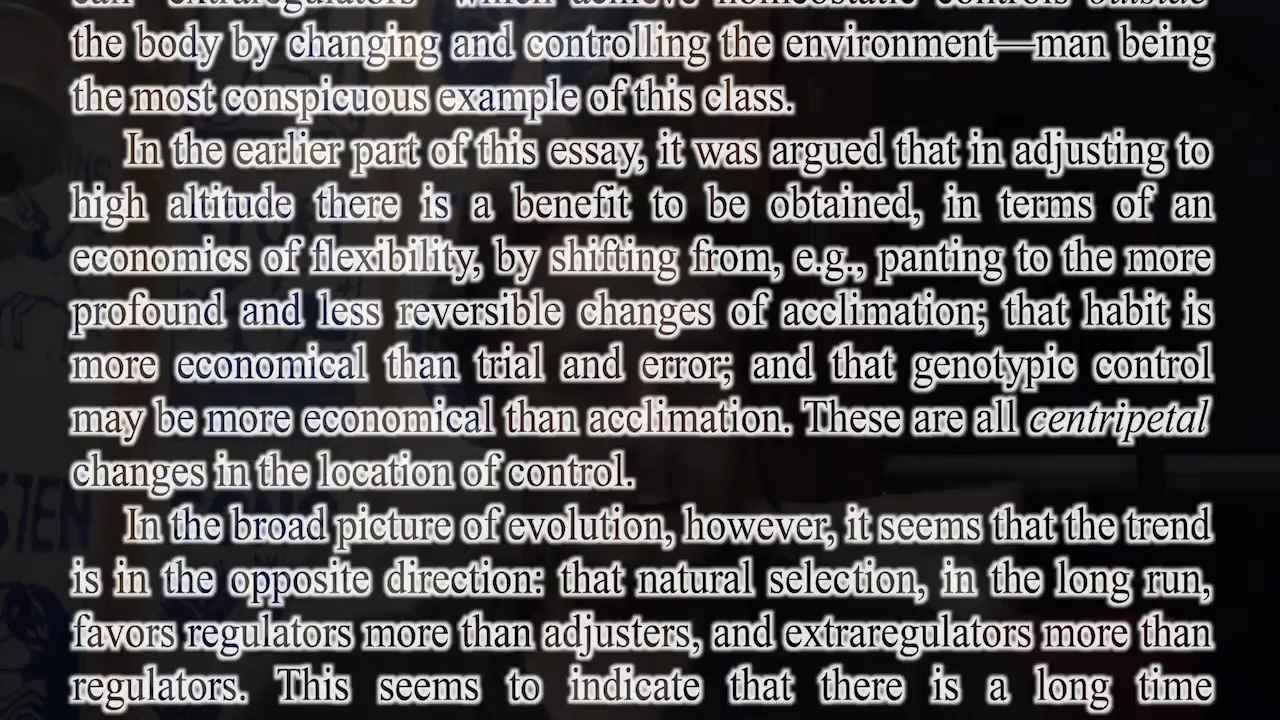 the body by changing and controlling the environment—man being
the most conspicuous example of this class.
In the earlier part of this essay, it was argued that in adjusting to
high altitude there is a benefit to be obtained, in terms of an
economics of flexibility, by shifting from, e.g., panting to the more
profound and less reversible changes of acclimation; that habit is
more economical than trial and error; and that genotypic control
may be more economical than acclimation. These are all centripetal
changes in the location of control.
In the broad picture of evolution, however, it seems that the trend
is in the opposite direction: that natural selection, in the long run,
favors regulators more than adjusters, and extraregulators more than
regulators. This seems to indicate that there is a long time